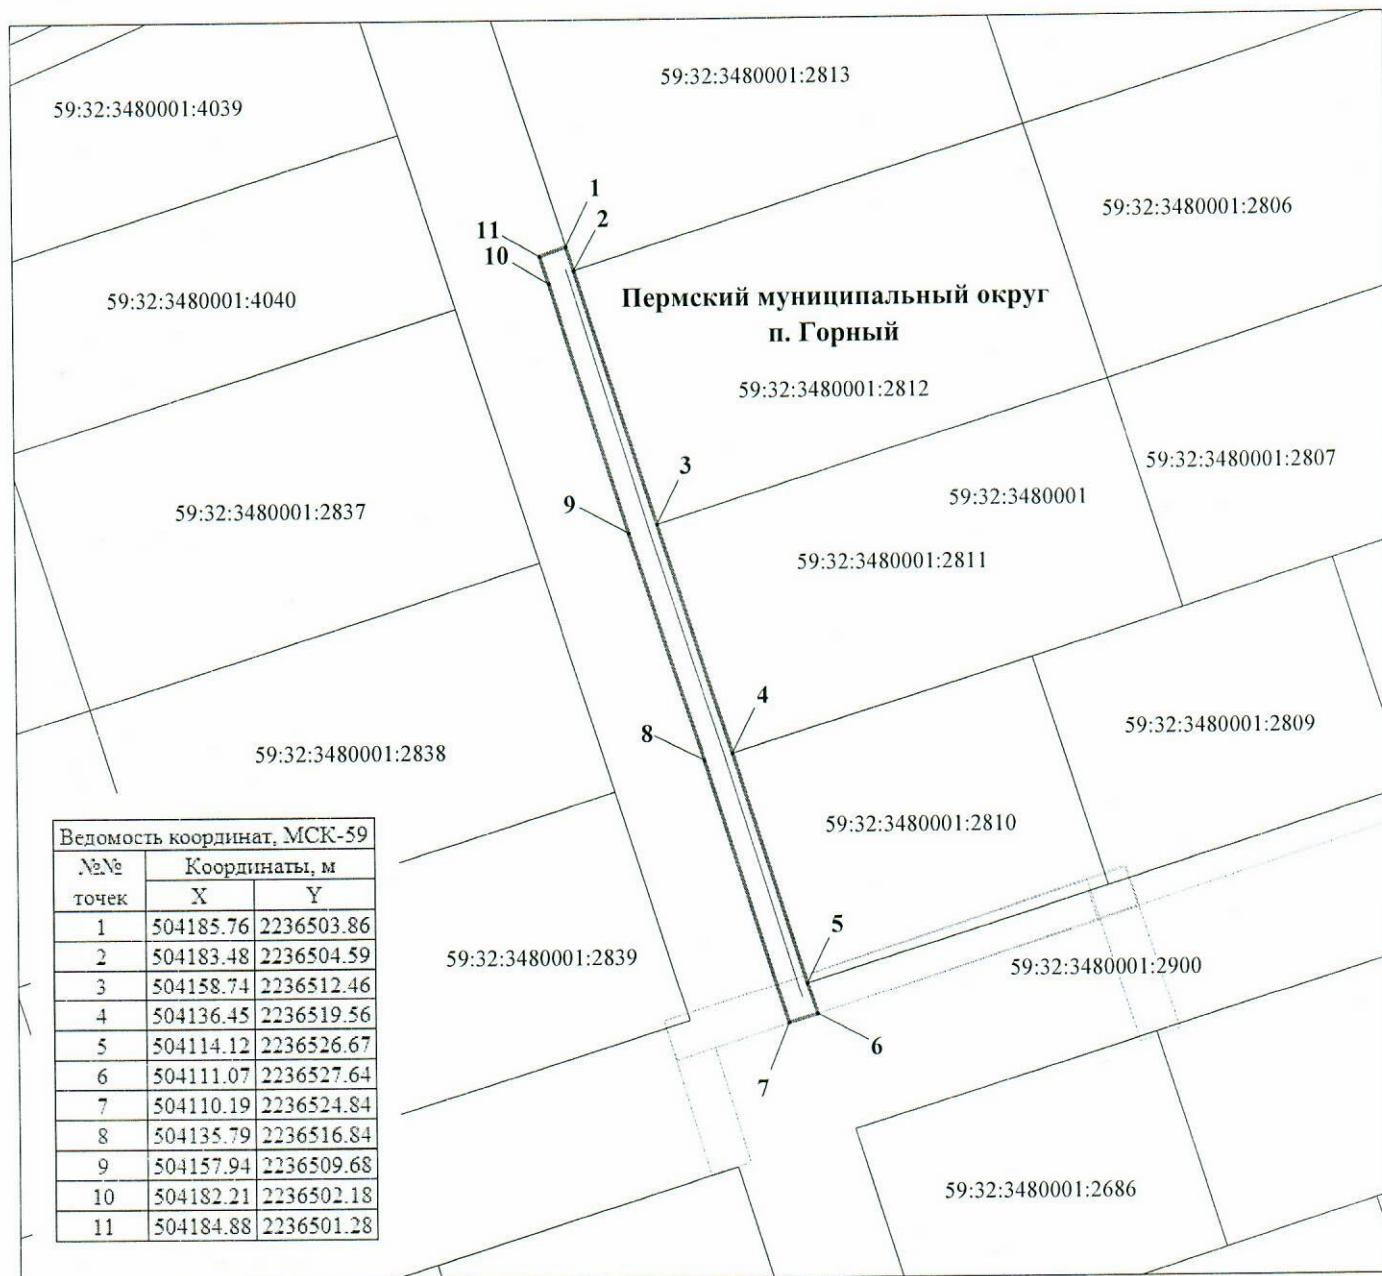 59:32:3480001:2813
59:32:3480001:4039
1
59:32:3480001:2806
2
11
10
59:32:3480001:4040
Пермский муниципальный округ
п. Горный
59:32:3480001:2812
3
59:32:3480001:2807
59:32:3480001
59:32:3480001:2837
9
59:32:3480001:2811
4
59:32:3480001:2809
8
59:32:3480001:2838
59:32:3480001:2810
5
59:32:3480001:2839
59:32:3480001:2900
6
7
59:32:3480001:2686
Ведомость координат, МСК-59
№№ точек Координаты, м
X Y
1 504185.76 2236503.86
2 504183.48 2236504.59
3 504158.74 2236512.46
4 504136.45 2236519.56
5 504114.12 2236526.67
6 504111.07 2236527.64
7 504110.19 2236524.84
8 504135.79 2236516.84
9 504157.94 2236509.68
10 504182.21 2236502.18
11 504184.88 2236501.28